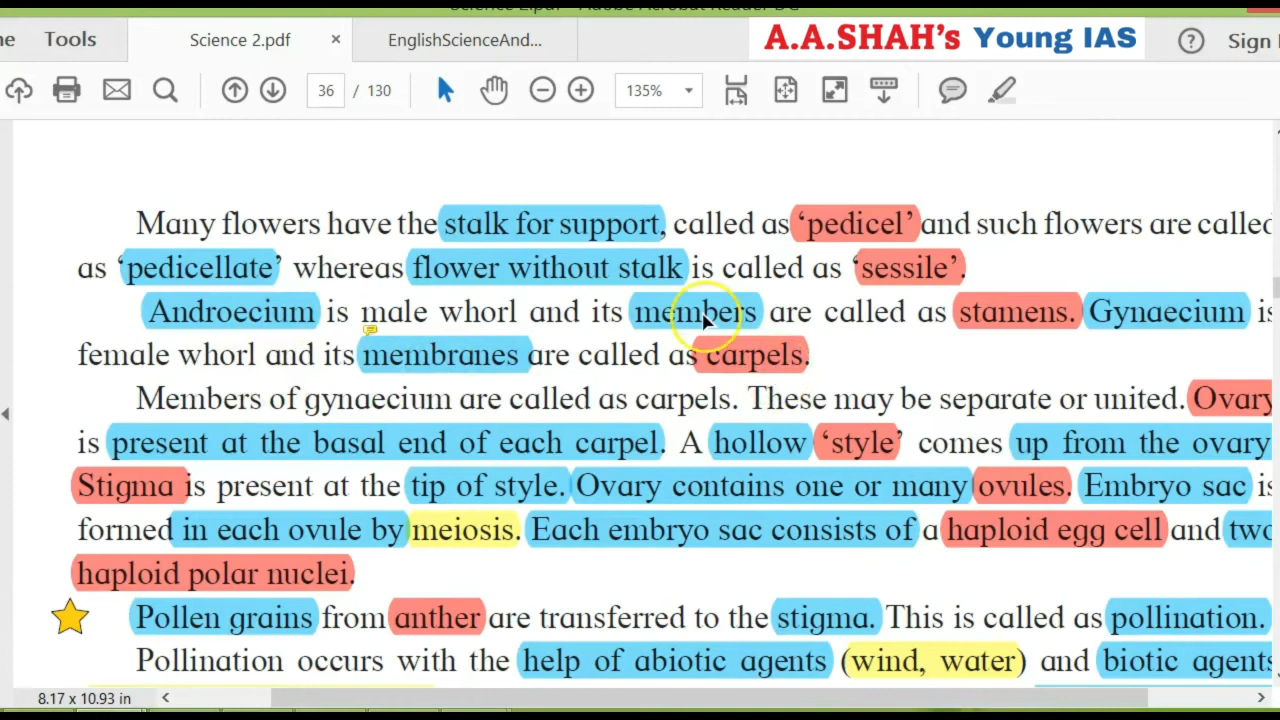 Tools
Science 2.pdf
×
EnglishScienceAnd...
A.A.SHAH's Young IAS
Sign
36 / 130
135%
Many flowers have the stalk for support, called as ‘pedicel’ and such flowers are called
as ‘pedicellate’ whereas flower without stalk is called as ‘sessile’.
Androecium is male whorl and its members are called as stamens. Gynaecium is
female whorl and its membranes are called as carpels.
Members of gynaecium are called as carpels. These may be separate or united. Ovary
is present at the basal end of each carpel. A hollow ‘style’ comes up from the ovary
Stigma is present at the tip of style. Ovary contains one or many ovules. Embryo sac is
formed in each ovule by meiosis. Each embryo sac consists of a haploid egg cell and two
haploid polar nuclei.
Pollen grains from anther are transferred to the stigma. This is called as pollination.
Pollination occurs with the help of abiotic agents (wind, water) and biotic agents
8.17 x 10.93 in